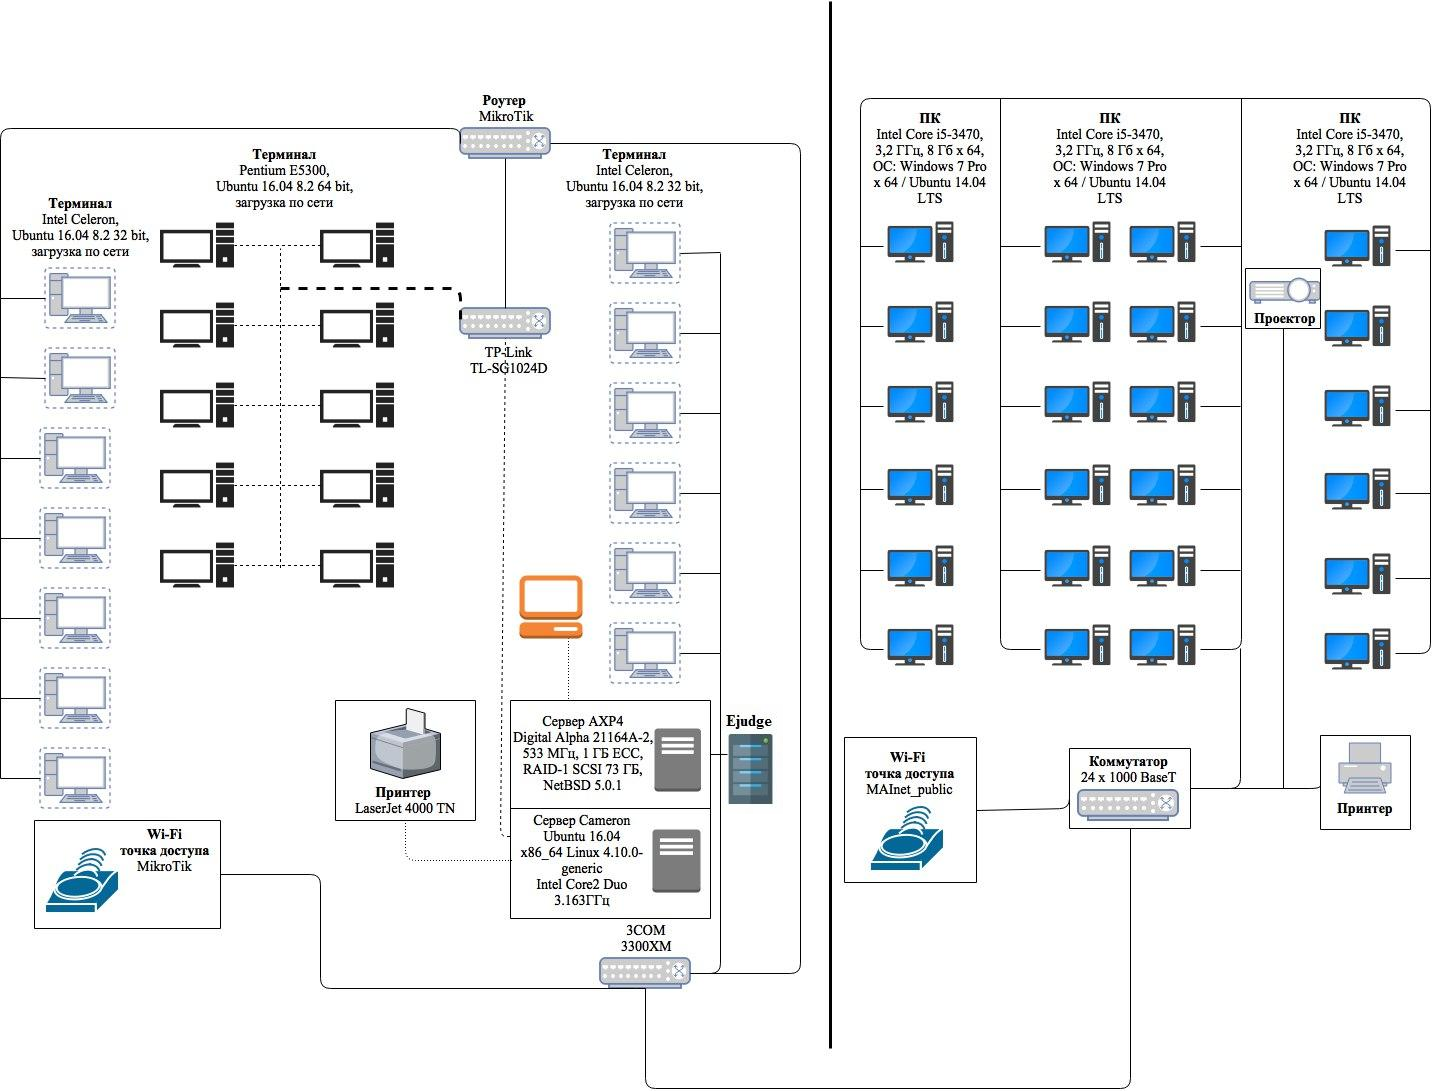 Роутер
MikroTik
Терминал
Pentium E5300,
Ubuntu 16.04 8.2 64 bit,
загрузка по сети
Терминал
Intel Celeron,
Ubuntu 16.04 8.2 32 bit,
загрузка по сети
Терминал
Intel Celeron,
Ubuntu 16.04 8.2 32 bit,
загрузка по сети
TP-Link
TL-SG1024D
Сервер AXP4
Digital Alpha 21164A-2,
533 МГц, 1 ГБ ECC,
RAID-1 SCSI 73 ГБ,
NetBSD 5.0.1
Ejudge
Принтер
LaserJet 4000 TN
Сервер Cameron
Ubuntu 16.04
x86_64 Linux 4.10.0-
generic
Intel Core2 Duo
3.163ГГц
Wi-Fi
точка доступа
MikroTik
3COM
3300XM
ПК
Intel Core i5-3470,
3,2 ГГц, 8 Гб x 64,
ОС: Windows 7 Pro
x 64 / Ubuntu 14.04
LTS
ПК
Intel Core i5-3470,
3,2 ГГц, 8 Гб x 64,
ОС: Windows 7 Pro
x 64 / Ubuntu 14.04
LTS
ПК
Intel Core i5-3470,
3,2 ГГц, 8 Гб x 64,
ОС: Windows 7 Pro
x 64 / Ubuntu 14.04
LTS
Проектор
Wi-Fi
точка доступа
MAInet_public
Коммутатор
24 x 1000 BaseT
Принтер